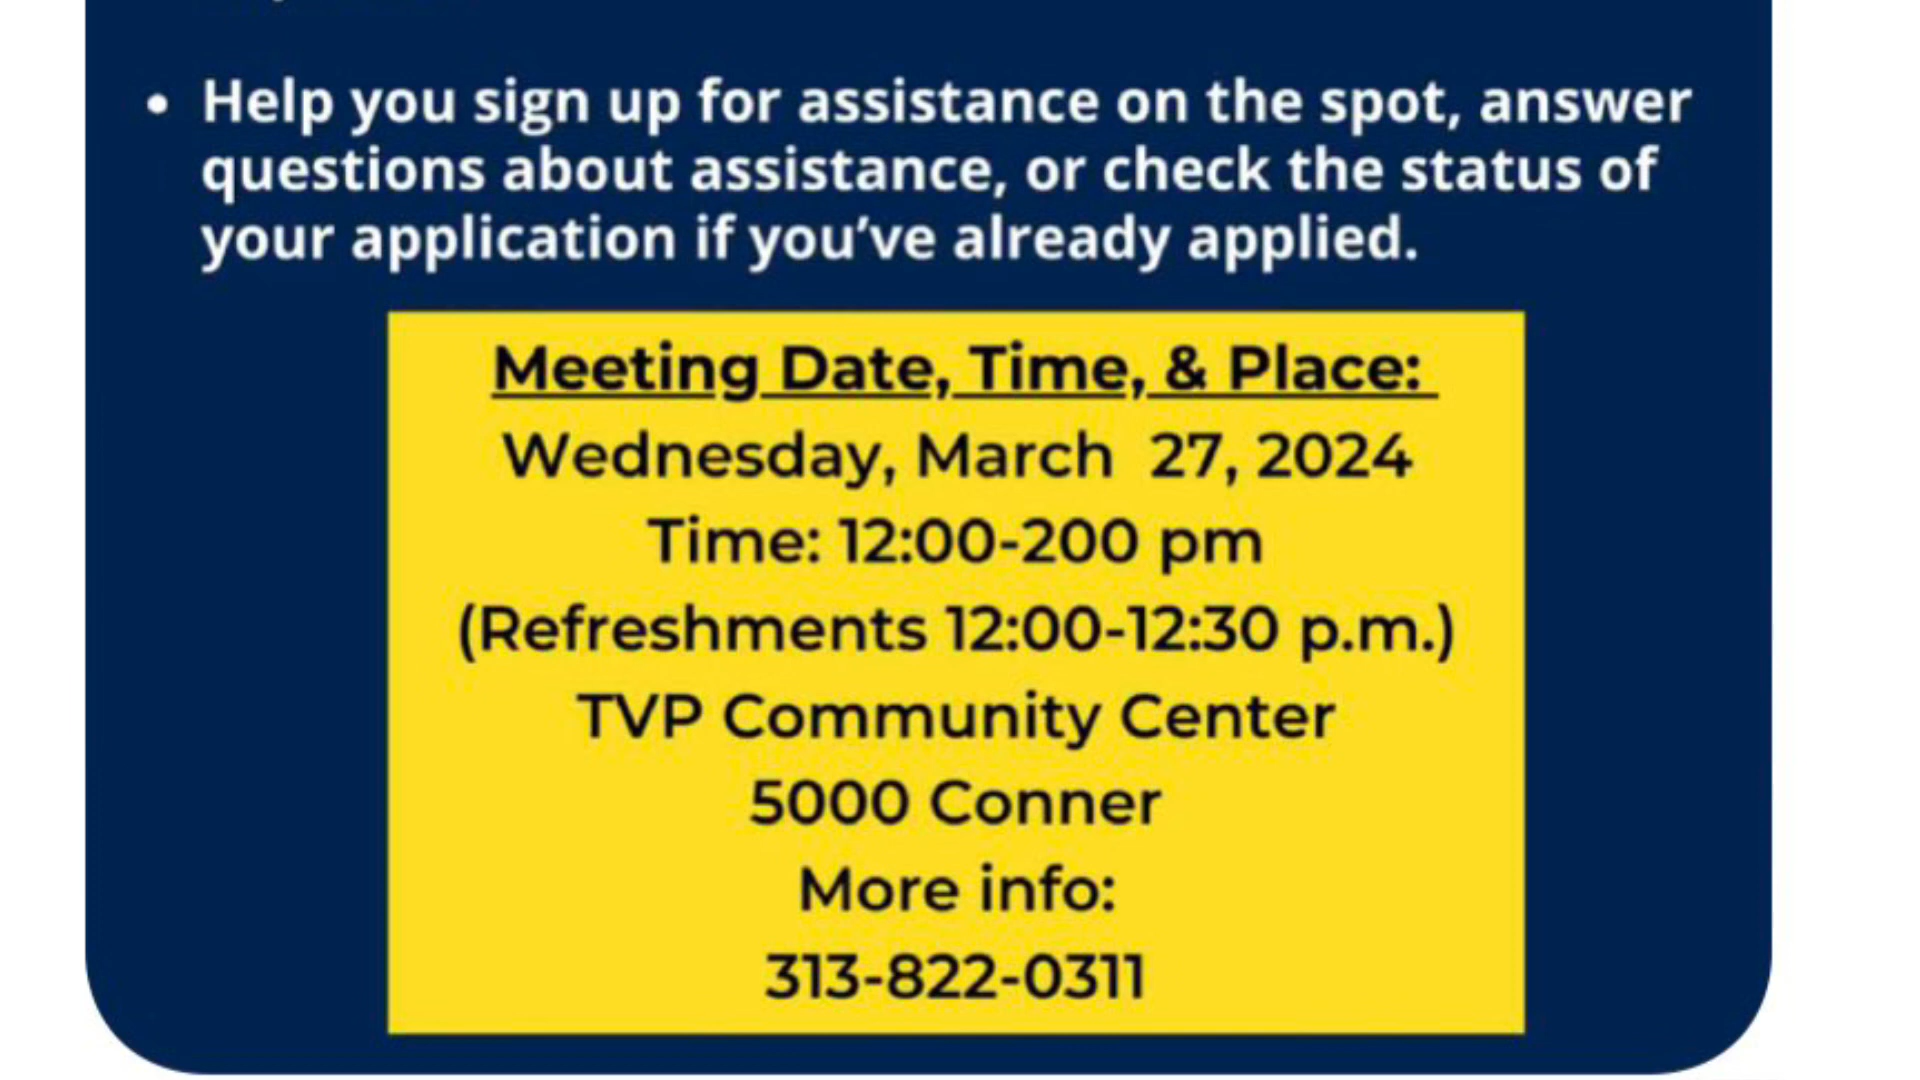 • Help you sign up for assistance on the spot, answer
questions about assistance, or check the status of
your application if you’ve already applied.
Meeting Date, Time, & Place:
Wednesday, March  27, 2024
Time: 12:00-200 pm
(Refreshments 12:00-12:30 p.m.)
TVP Community Center
5000 Conner
More info:
313-822-0311